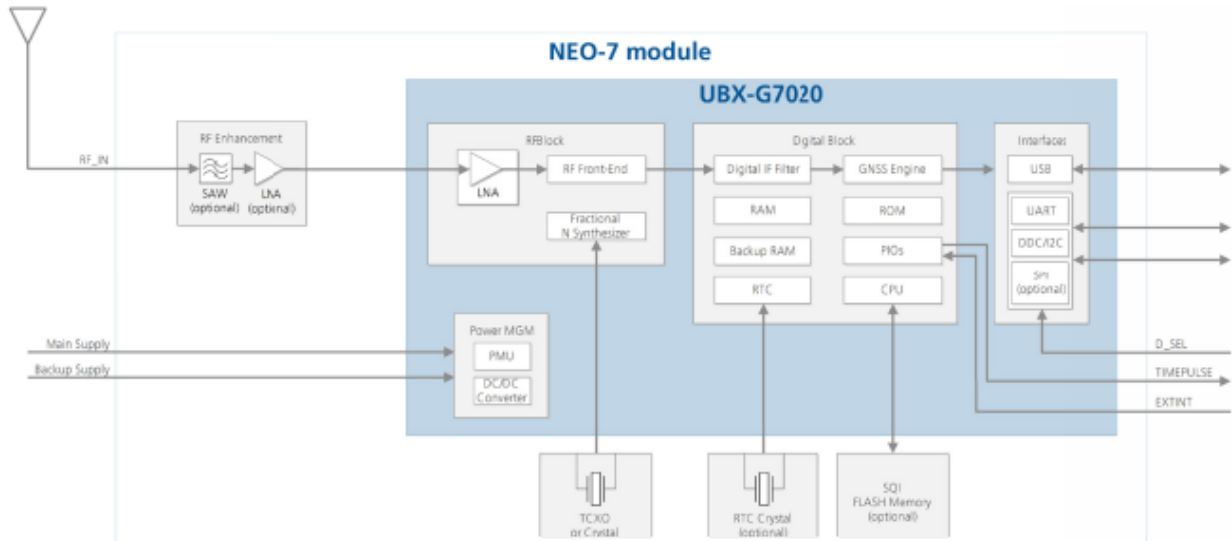 NEO-7 module
UBX-G7020
RF Enhancement
RF_IN
SAW
(optional)
LNA
(optional)
RFBlock
LNA
RF Front-End
Fractional
N Synthesizer
Digital Block
Digital IF Filter
GNSS Engine
RAM
ROM
Backup RAM
PIOs
RTC
CPU
Interfaces
USB
UART
DDC/I2C
SPI
(optional)
Main Supply
Backup Supply
Power MGM
PMU
DC/DC
Converter
D_SEL
TIMEPULSE
EXTINT
TCXO
or Crystal
RTC Crystal
(optional)
SQI
FLASH Memory
(optional)